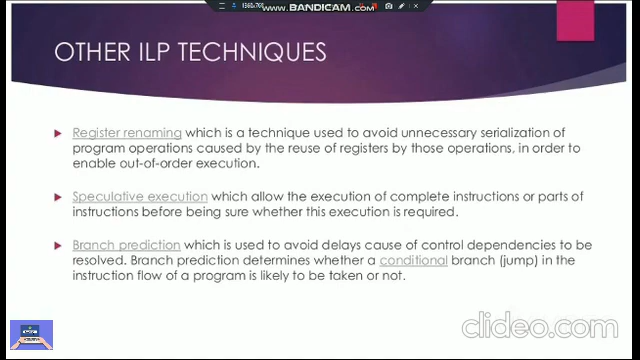 1360x768
www.BANDICAM.com
OTHER ILP TECHNIQUES
Register renaming which is a technique used to avoid unnecessary serialization of
program operations caused by the reuse of registers by those operations, in order to
enable out-of-order execution.
Speculative execution which allow the execution of complete instructions or parts of
instructions before being sure whether this execution is required.
Branch prediction which is used to avoid delays cause of control dependencies to be
resolved. Branch prediction determines whether a conditional branch (jump) in the
instruction flow of a program is likely to be taken or not.
clideo.com